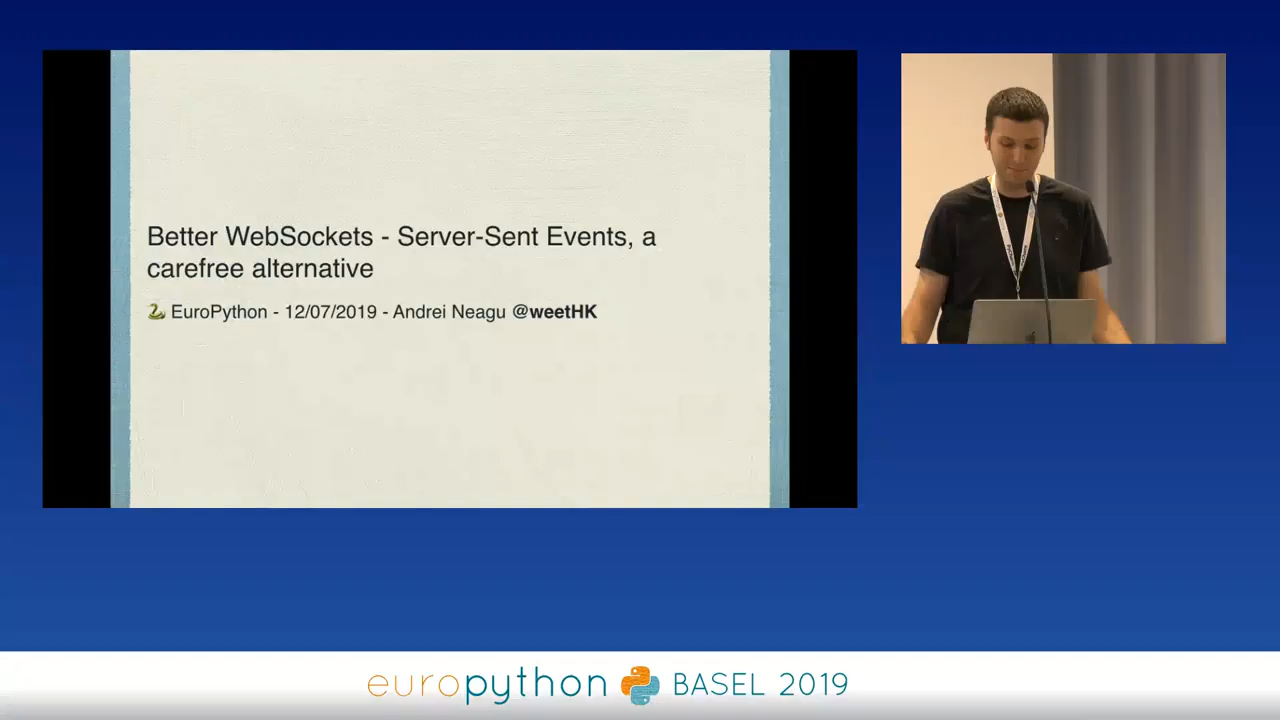 Better WebSockets - Server-Sent Events, a
carefree alternative
🐍 EuroPython - 12/07/2019 - Andrei Neagu @weetHK
europython BASEL 2019